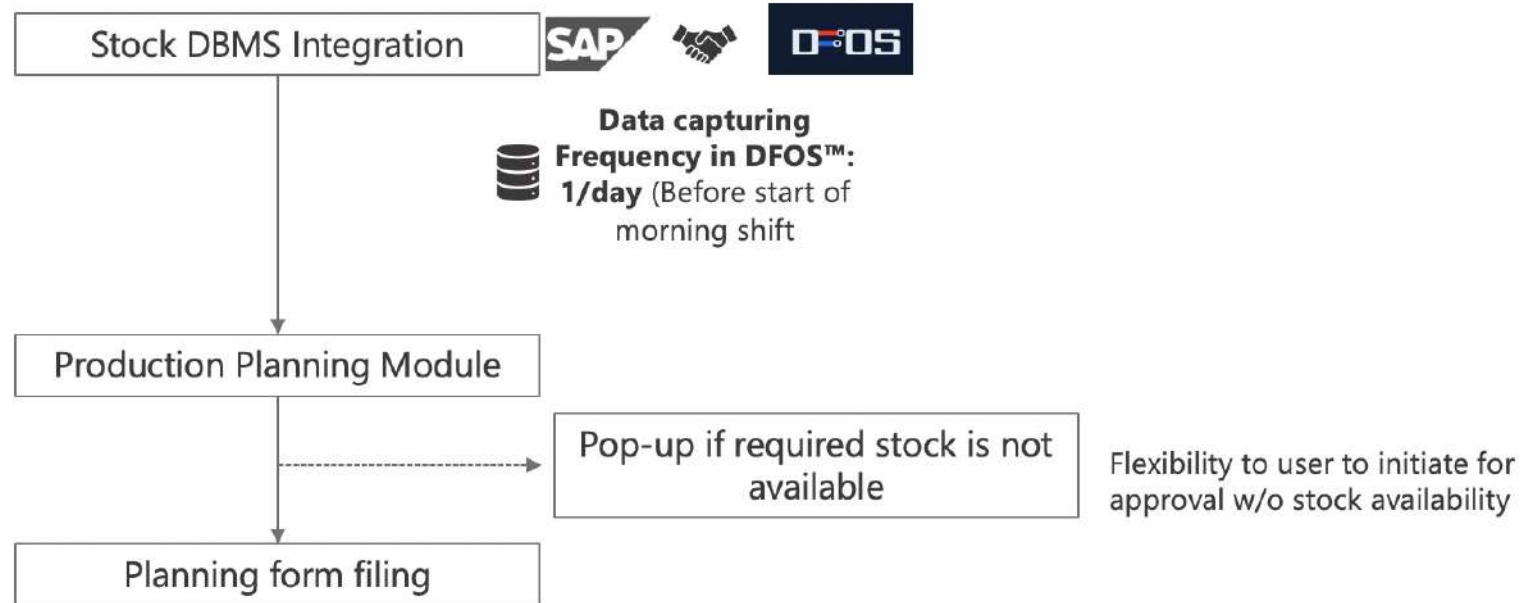 Stock DBMS Integration
SAP
DFOS
Data capturing
Frequency in DFOS™:
1/day (Before start of
morning shift
Production Planning Module
Pop-up if required stock is not
available
Flexibility to user to initiate for
approval w/o stock availability
Planning form filing